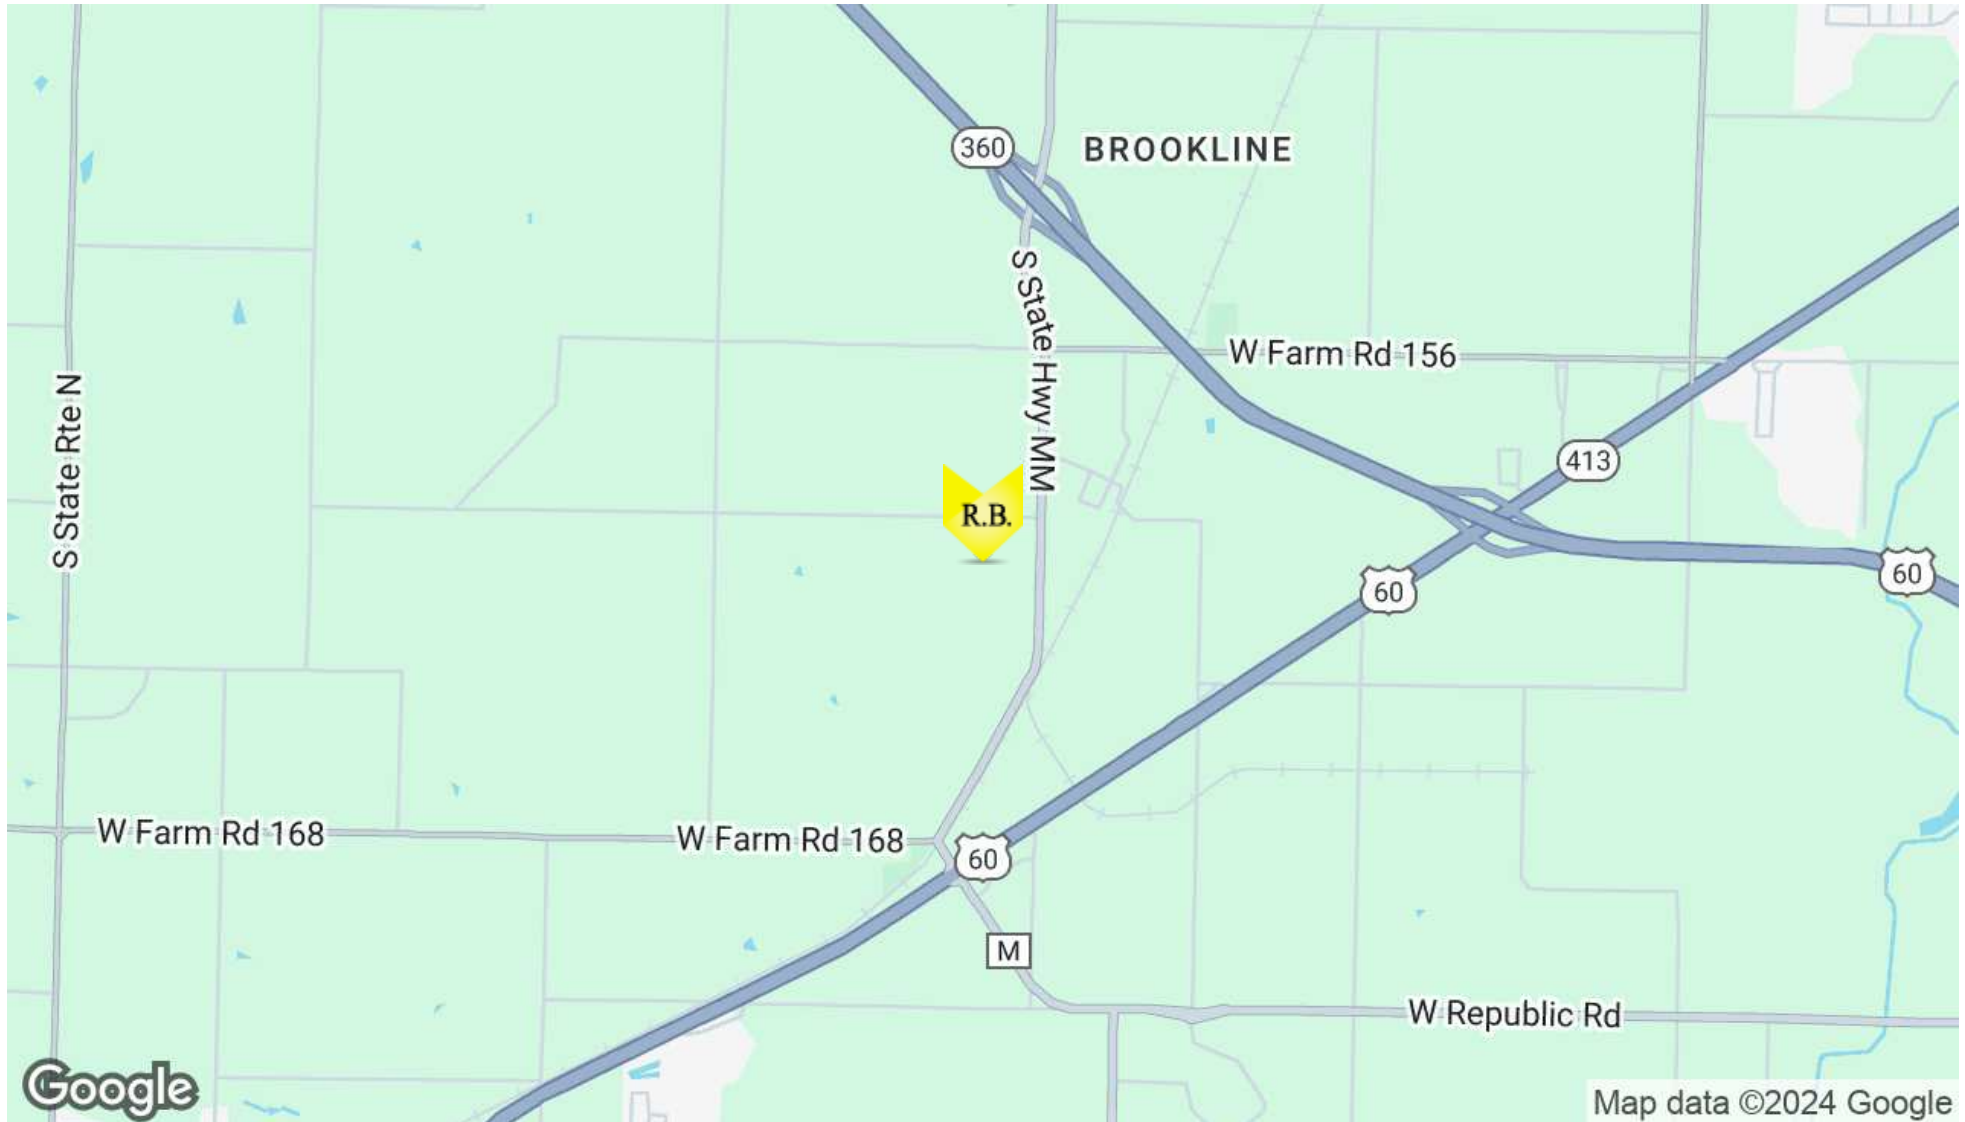 360
BROOKLINE
S State Hwy MM
W Farm Rd 156
S State Rte N
413
R.B.
60
60
W Farm Rd 168
W Farm Rd 168
60
M
W Republic Rd
Google
Map data ©2024 Google